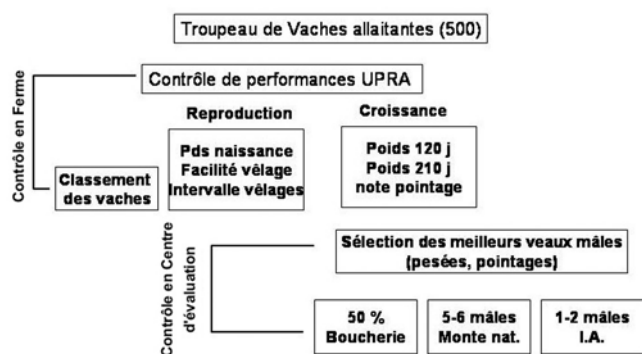 Troupeau de Vaches allaitantes (500)
Contrôle en Ferme
Contrôle de performances UPRA
Reproduction
Croissance
Pds naissance
Facilité vêlage
Intervalle vêlages
Poids 120 j
Poids 210 j
note pointage
Classement
des vaches
Contrôle en Centre
d'évaluation
Sélection des meilleurs veaux mâles
(pesées, pointages)
50 %
Boucherie
5-6 mâles
Monte nat.
1-2 mâles
I.A.